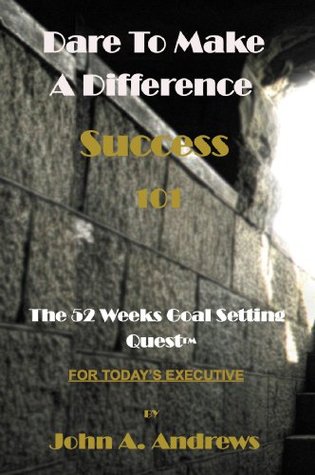 Dare To Make
A Difference
Success
101
The 52 Weeks Goal Setting
Quest™
FOR TODAY'S EXECUTIVE
BY
John A. Andrews